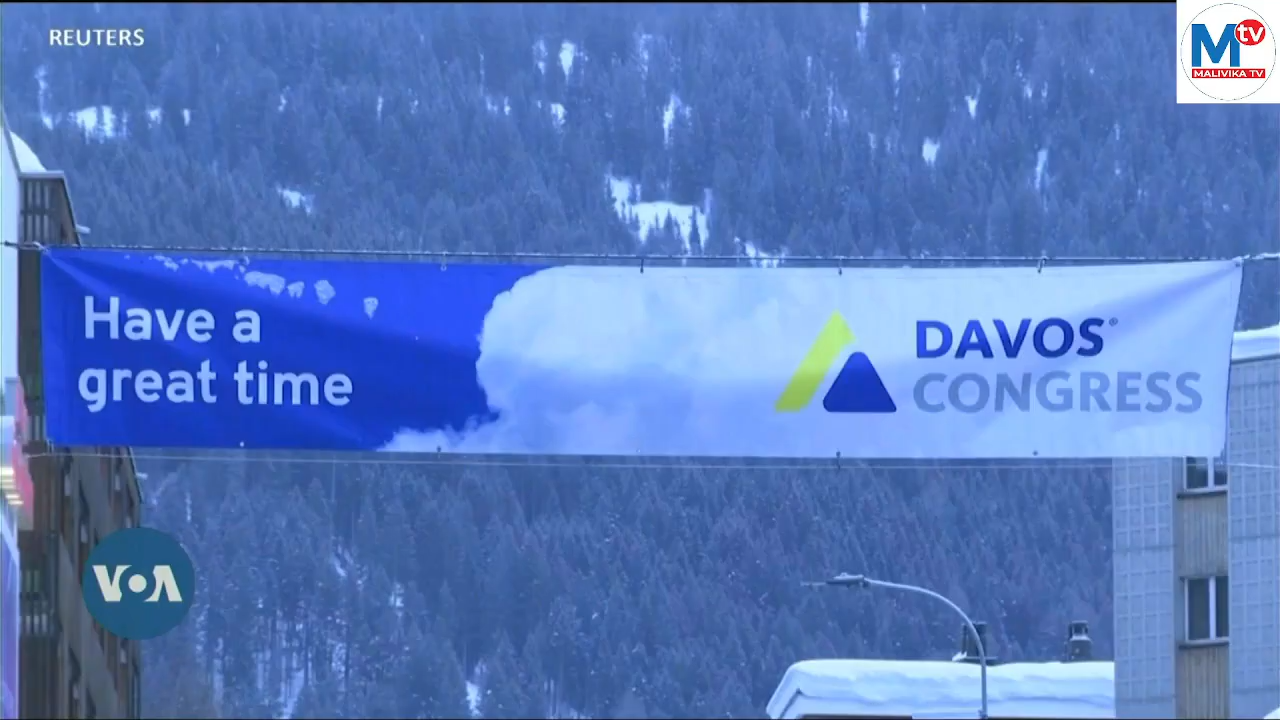 REUTERS
M tv
MALIVIKA TV
Have a
great time
DAVOS®
CONGRESS
VOA